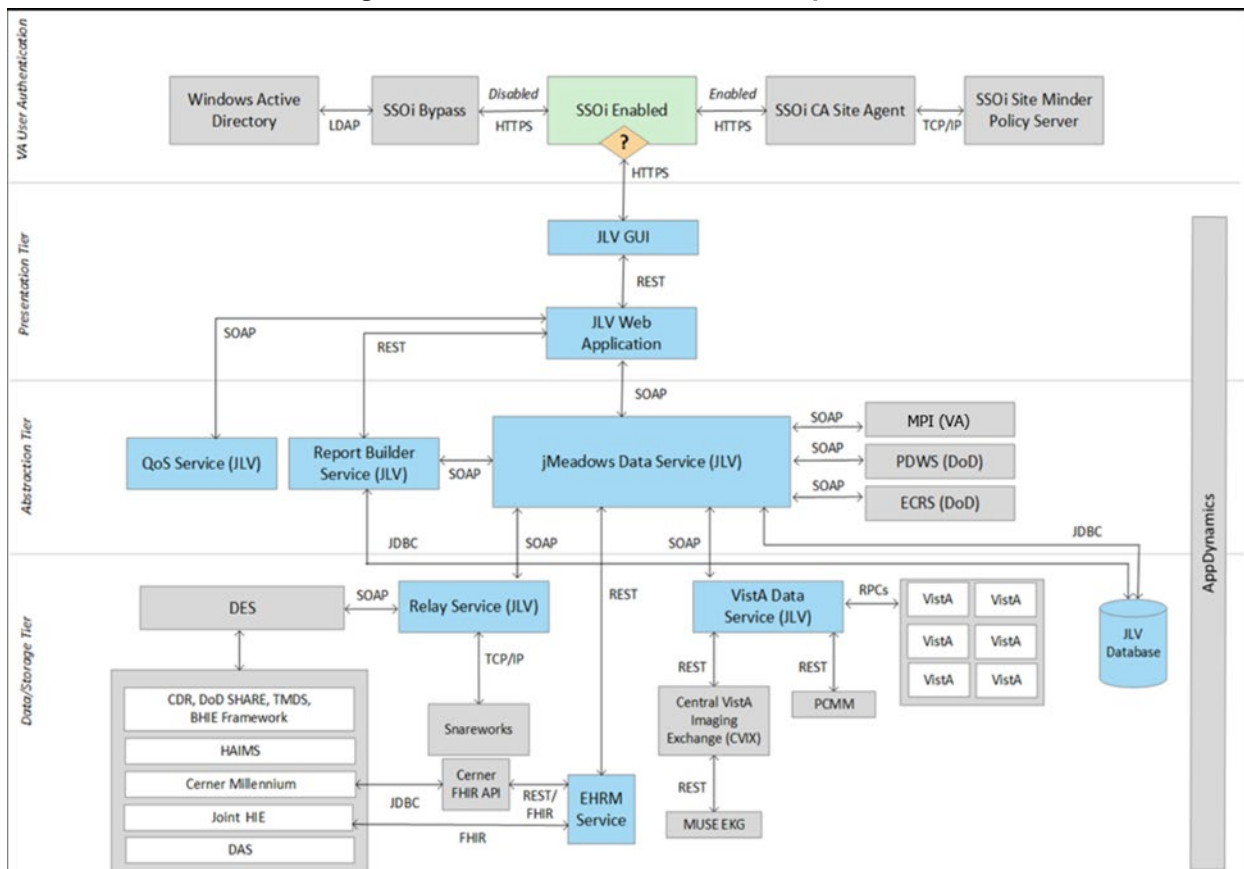 VA User Authentication
Windows Active
Directory
LDAP
SSOi Bypass
Disabled
HTTPS
SSOi Enabled
?
Enabled
HTTPS
SSOi CA Site Agent
TCP/IP
SSOi Site Minder
Policy Server
HTTPS
Presentation Tier
JLV GUI
REST
JLV Web
Application
SOAP
REST
SOAP
Abstraction Tier
QoS Service (JLV)
Report Builder
Service (JLV)
SOAP
jMeadows Data Service (JLV)
SOAP
MPI (VA)
SOAP
PDWS (DoD)
SOAP
ECRS (DoD)
AppDynamics
JDBC
SOAP
SOAP
JDBC
Data/Storage Tier
DES
SOAP
Relay Service (JLV)
REST
VistA Data
Service (JLV)
RPCs
VistA
VistA
VistA
VistA
VistA
VistA
JLV
Database
TCP/IP
REST
REST
CDR, DoD SHARE, TMDS,
BHIE Framework
HAIMS
Cerner Millennium
Joint HIE
DAS
Snareworks
Central VistA
Imaging
Exchange (CVIX)
PCMM
JDBC
Cerner
FHIR API
REST/
FHIR
EHRM
Service
FHIR
REST
MUSE EKG